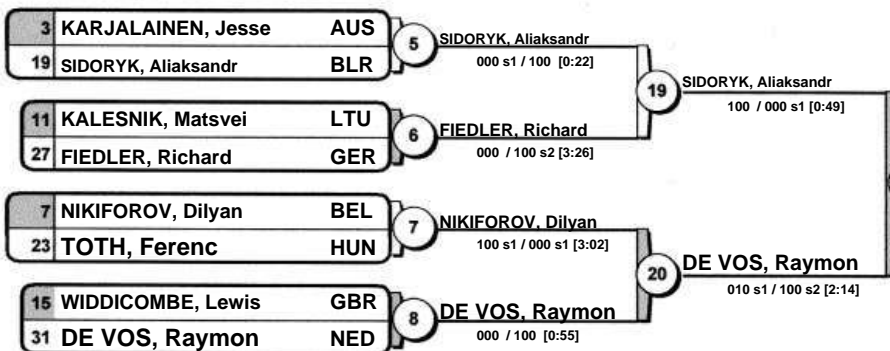 3 KARJALAINEN, Jesse AUS
19 SIDORYK, Aliaksandr BLR
5 SIDORYK, Aliaksandr
000 s1 / 100 [0:22]
11 KALESNIK, Matsvei LTU
27 FIEDLER, Richard GER
6 FIEDLER, Richard
000 / 100 s2 [3:26]
19 SIDORYK, Aliaksandr
100 / 000 s1 [0:49]
7 NIKIFOROV, Dilyan BEL
23 TOTH, Ferenc HUN
7 NIKIFOROV, Dilyan
100 s1 / 000 s1 [3:02]
15 WIDDICOMBE, Lewis GBR
31 DE VOS, Raymon NED
8 DE VOS, Raymon
000 / 100 [0:55]
20 DE VOS, Raymon
010 s1 / 100 s2 [2:14]